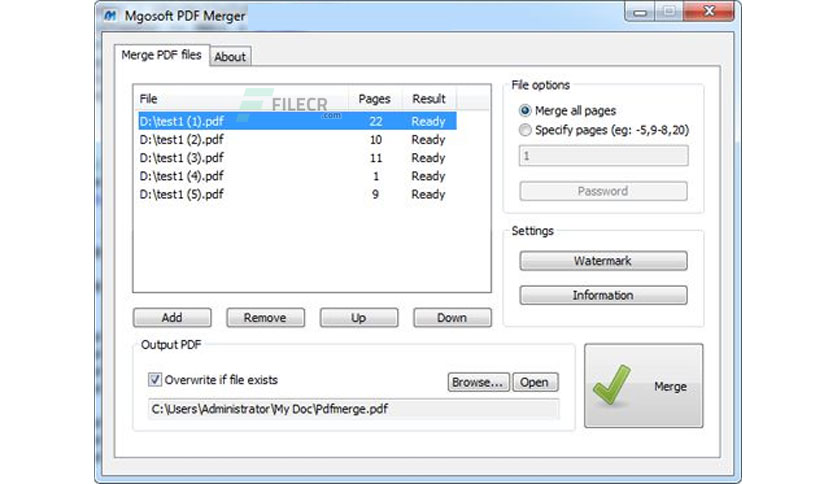 Mgosoft PDF Merger
Merge PDF files
About
File Pages Result
FILECR
.com
D:\test1 (1).pdf 22 Ready
D:\test1 (2).pdf 10 Ready
D:\test1 (3).pdf 11 Ready
D:\test1 (4).pdf 1 Ready
D:\test1 (5).pdf 9 Ready
Add
Remove
Up
Down
File options
Merge all pages
Specify pages (eg: -5,9-8,20)
1
Password
Settings
Watermark
Information
Output PDF
Overwrite if file exists
Browse...
Open
C:\Users\Administrator\My Doc\Pdfmerge.pdf
Merge